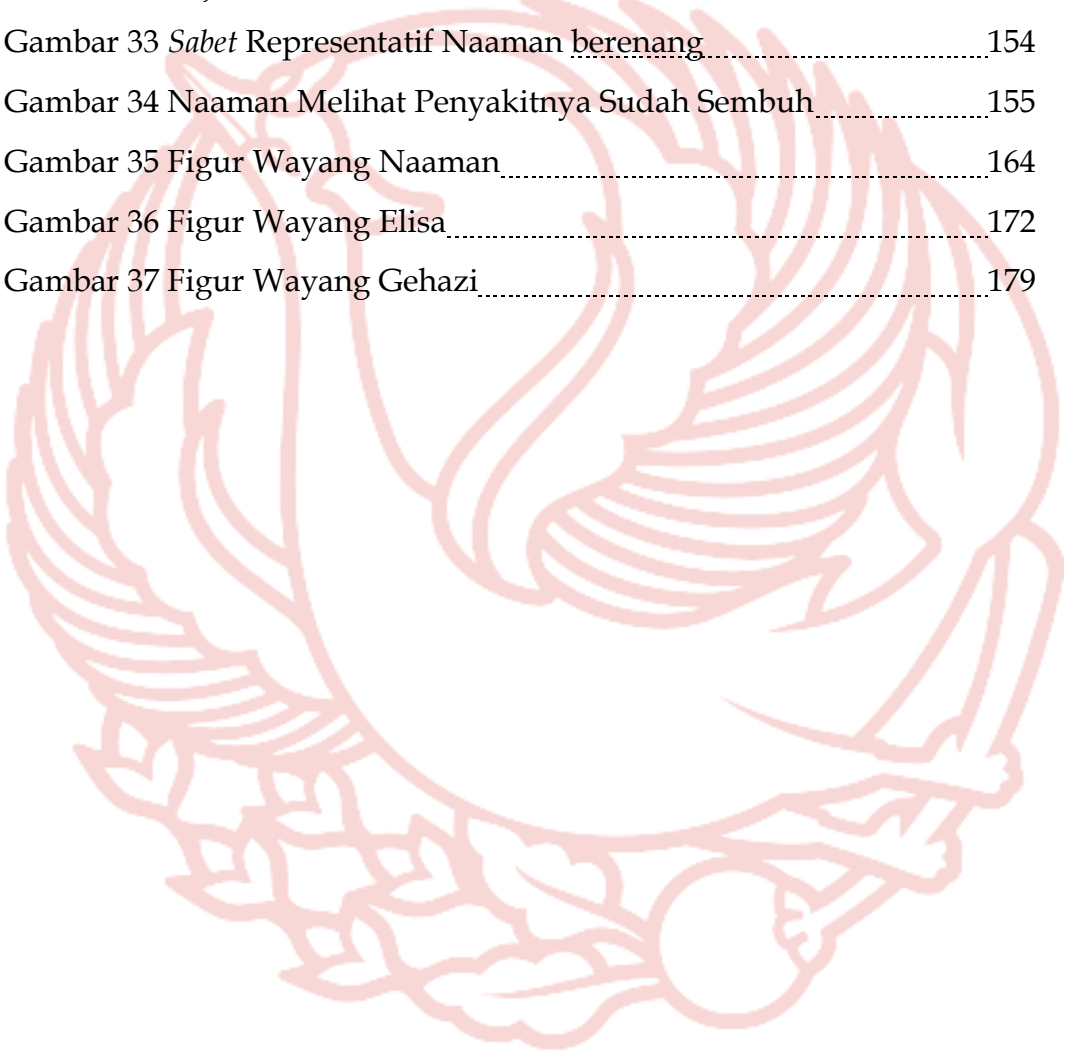 Gambar 33 Sabet Representatif Naaman berenang 154
Gambar 34 Naaman Melihat Penyakitnya Sudah Sembuh 155
Gambar 35 Figur Wayang Naaman 164
Gambar 36 Figur Wayang Elisa 172
Gambar 37 Figur Wayang Gehazi 179